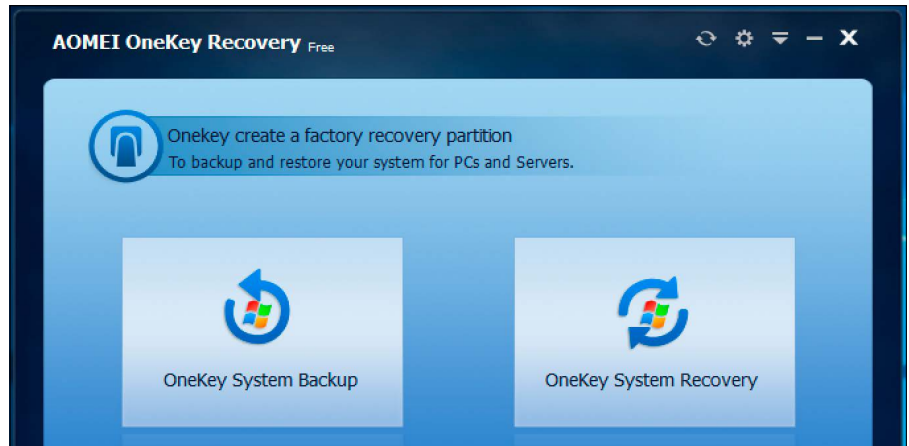 AOMEI OneKey Recovery Free
Onekey create a factory recovery partition
To backup and restore your system for PCs and Servers.
OneKey System Backup
OneKey System Recovery